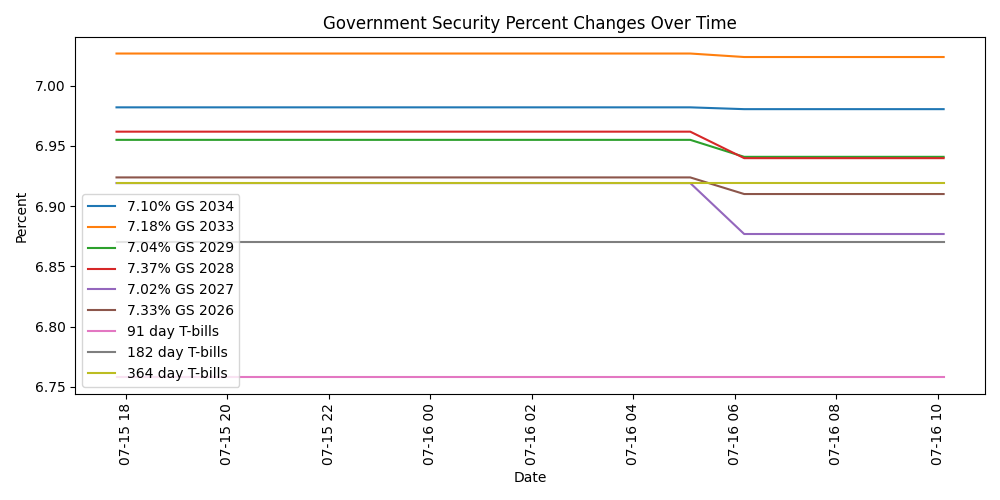 Government Security Percent Changes Over Time
Percent
7.00
6.95
6.90
6.85
6.80
6.75
7.10% GS 2034
7.18% GS 2033
7.04% GS 2029
7.37% GS 2028
7.02% GS 2027
7.33% GS 2026
91 day T-bills
182 day T-bills
364 day T-bills
07-15 18
07-15 20
07-15 22
07-16 00
07-16 02
07-16 04
07-16 06
07-16 08
07-16 10
Date